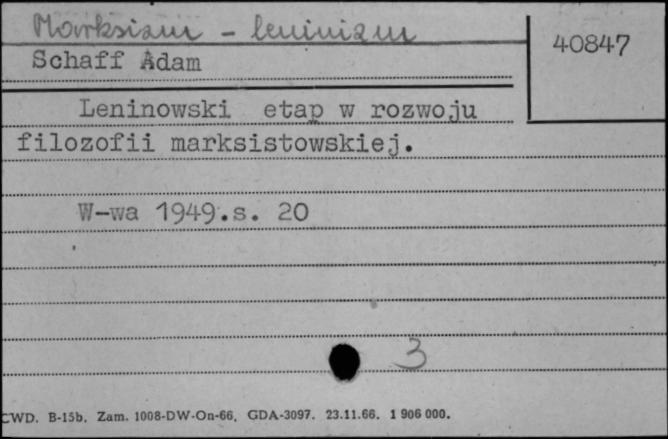 Marksizm - leninizm
40847
Schaff Adam
Leninowski etap w rozwoju
filozofii marksistowskiej.
W-wa 1949.s. 20
3
CWD. B-15b. Zam. 1008-DW-On-66. GDA-3097. 23.11.66. 1 906 000.